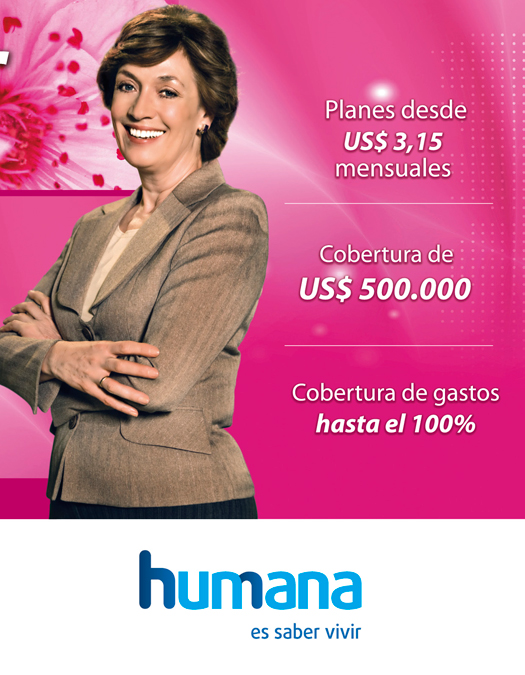 Planes desde
US$ 3,15
mensuales
Cobertura de
US$ 500.000
Cobertura de gastos
hasta el 100%
humana
es saber vivir